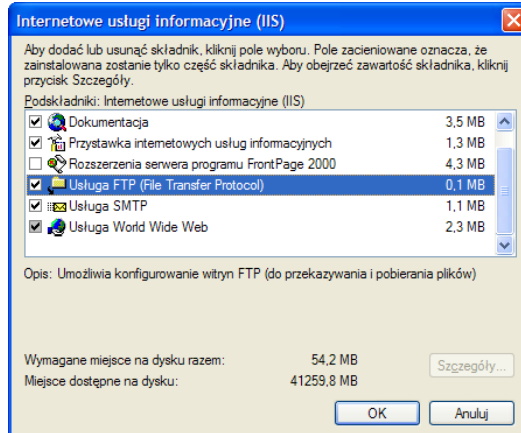 Internetowe usługi informacyjne (IIS)
Aby dodać lub usunąć składnik, kliknij pole wyboru. Pole zacieniowane oznacza, że
zainstalowana zostanie tylko część składnika. Aby obejrzeć zawartość składnika, kliknij
przycisk Szczegóły.
Podskładniki: Internetowe usługi informacyjne (IIS)
Dokumentacja 3,5 MB
Przystawka internetowych usług informacyjnych 1,3 MB
Rozszerzenia serwera programu FrontPage 2000 4,3 MB
Usługa FTP (File Transfer Protocol) 0,1 MB
Usługa SMTP 1,1 MB
Usługa World Wide Web 2,3 MB
Opis: Umożliwia konfigurowanie witryn FTP (do przekazywania i pobierania plików)
Wymagane miejsce na dysku razem: 54,2 MB
Szczegóły...
Miejsce dostępne na dysku: 41259,8 MB
OK Anuluj